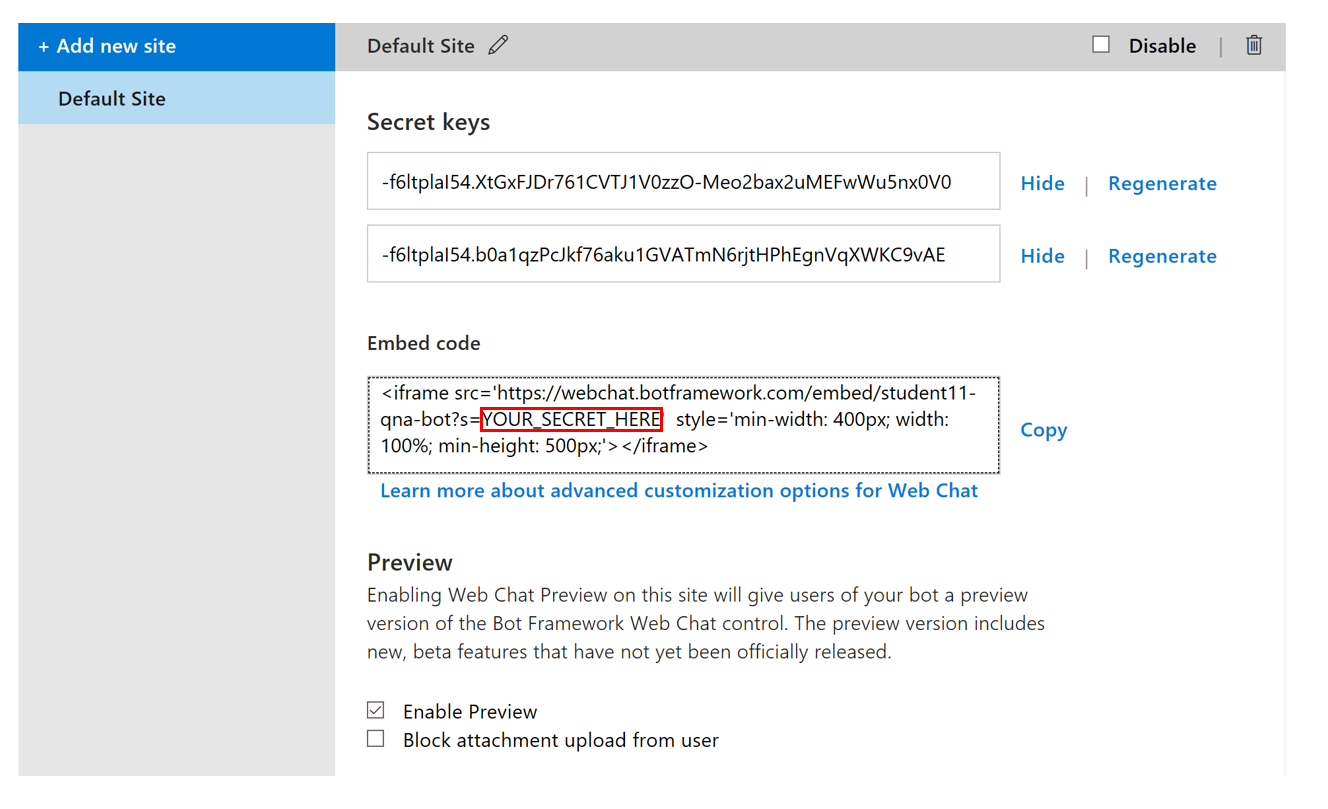 + Add new site
Default Site
Default Site
Disable
Secret keys
-f6ltplaI54.XtGxFJDr761CVTJ1V0zzO-Meo2bax2uMEFwWu5nx0V0
Hide | Regenerate
-f6ltplaI54.b0a1qzPcJkf76aku1GVATmN6rjtHPhEgnVqXWKC9vAE
Hide | Regenerate
Embed code
<iframe src='https://webchat.botframework.com/embed/student11-
qna-bot?s=YOUR_SECRET_HERE' style='min-width: 400px; width:
100%; min-height: 500px;'></iframe>
Copy
Learn more about advanced customization options for Web Chat
Preview
Enabling Web Chat Preview on this site will give users of your bot a preview
version of the Bot Framework Web Chat control. The preview version includes
new, beta features that have not yet been officially released.
Enable Preview
Block attachment upload from user